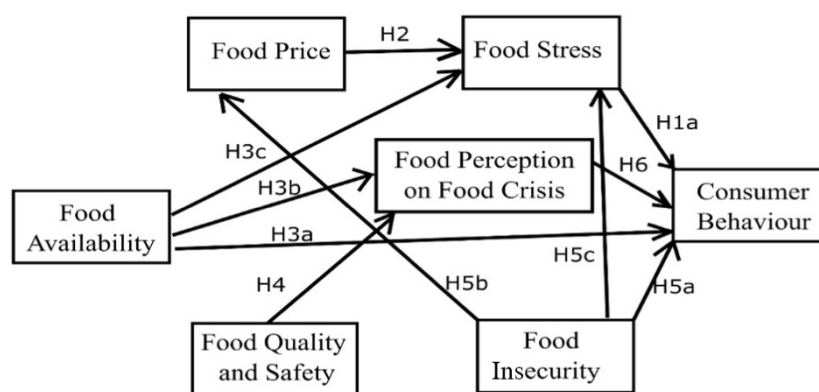 H2
Food Price
Food Stress
H1a
H3c
Food Perception
on Food Crisis
H6
H3b
Consumer
Behaviour
Food
Availability
H3a
H5c
H4
H5b
H5a
Food Quality
and Safety
Food
Insecurity